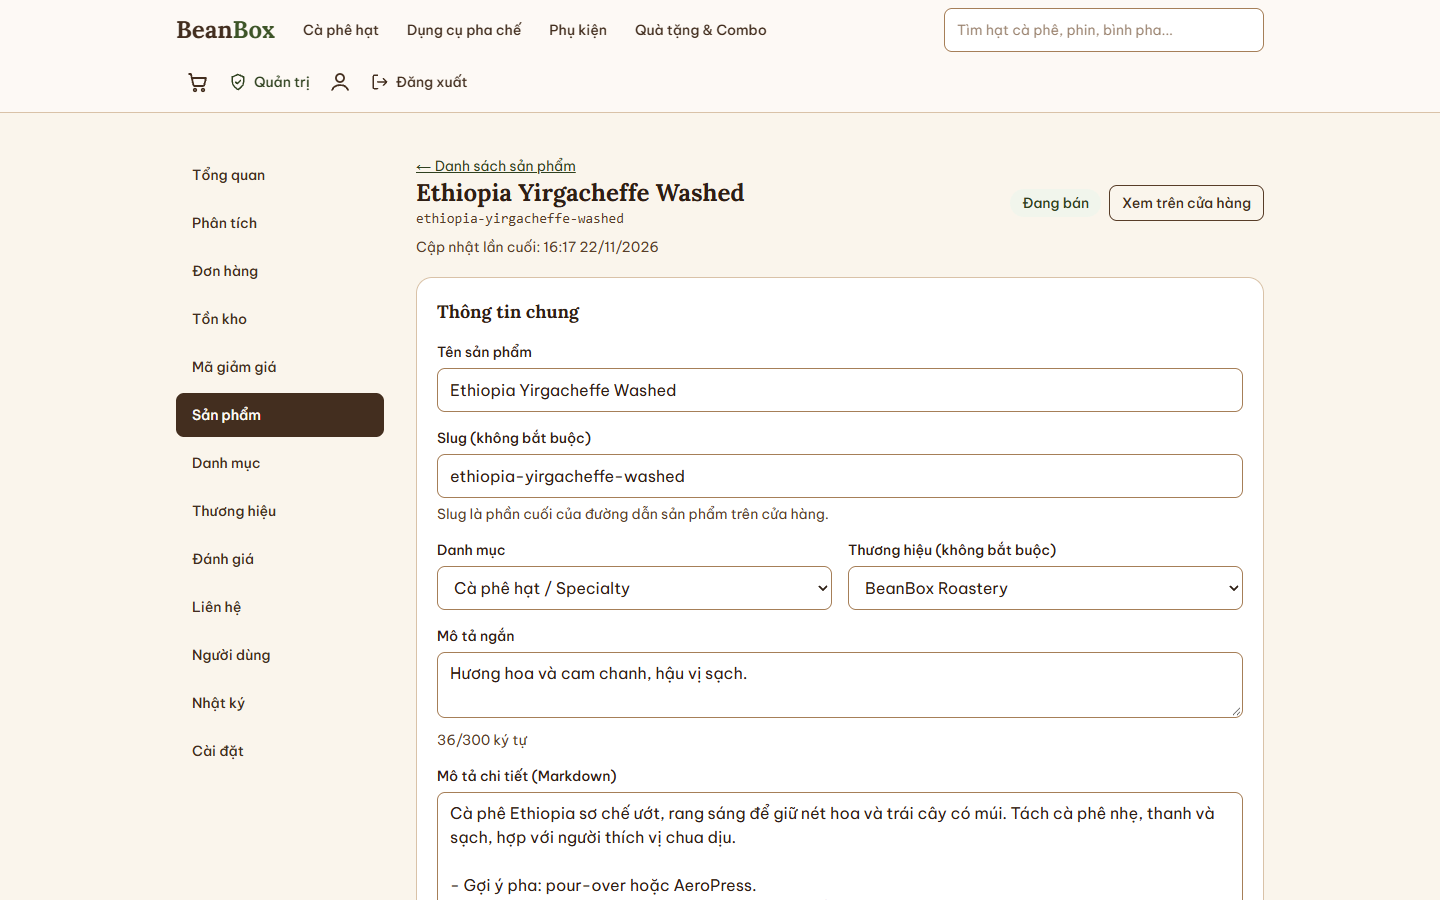 BeanBox
Cà phê hạt
Dụng cụ pha chế
Phụ kiện
Quà tặng & Combo
Tìm hạt cà phê, phin, bình pha...
Quản trị
Đăng xuất
Tổng quan
Phân tích
Đơn hàng
Tồn kho
Mã giảm giá
Sản phẩm
Danh mục
Thương hiệu
Đánh giá
Liên hệ
Người dùng
Nhật ký
Cài đặt
← Danh sách sản phẩm
Ethiopia Yirgacheffe Washed
ethiopia-yirgacheffe-washed
Cập nhật lần cuối: 16:17 22/11/2026
Đang bán
Xem trên cửa hàng
Thông tin chung
Tên sản phẩm
Ethiopia Yirgacheffe Washed
Slug (không bắt buộc)
ethiopia-yirgacheffe-washed
Slug là phần cuối của đường dẫn sản phẩm trên cửa hàng.
Danh mục
Thương hiệu (không bắt buộc)
Cà phê hạt / Specialty
BeanBox Roastery
Mô tả ngắn
Hương hoa và cam chanh, hậu vị sạch.
36/300 ký tự
Mô tả chi tiết (Markdown)
Cà phê Ethiopia sơ chế ướt, rang sáng để giữ nét hoa và trái cây có múi. Tách cà phê nhẹ, thanh và
sạch, hợp với người thích vị chua dịu.
- Gợi ý pha: pour-over hoặc AeroPress.